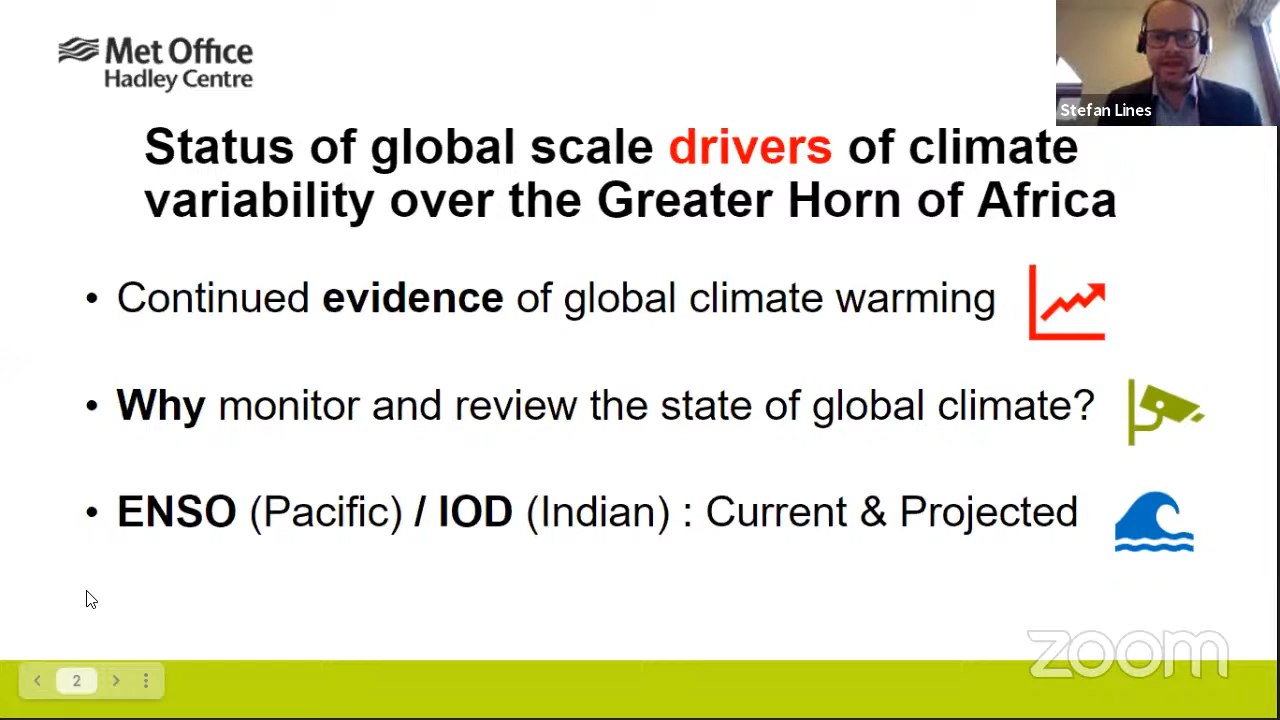 Met Office
Hadley Centre
Stefan Lines
Status of global scale drivers of climate
variability over the Greater Horn of Africa
• Continued evidence of global climate warming
• Why monitor and review the state of global climate?
• ENSO (Pacific) / IOD (Indian) : Current & Projected
zoom
2